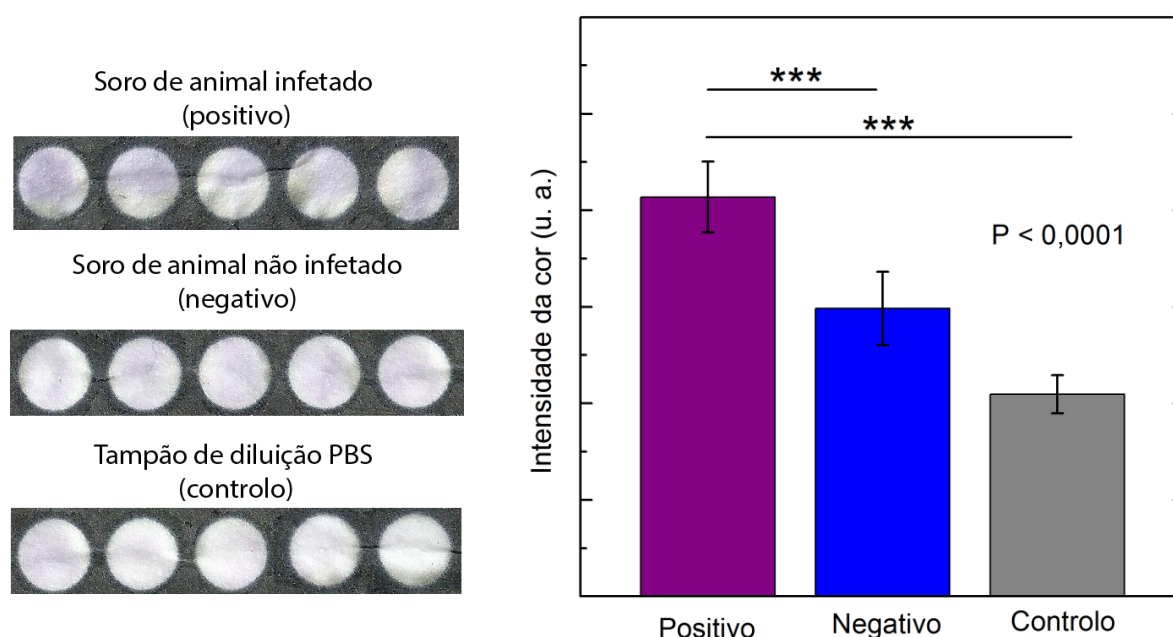 Soro de animal infetado
(positivo)
Soro de animal não infetado
(negativo)
Tampão de diluição PBS
(controlo)
Intensidade da cor (u. a.)
***
***
P < 0,0001
Positivo
Negativo
Controlo